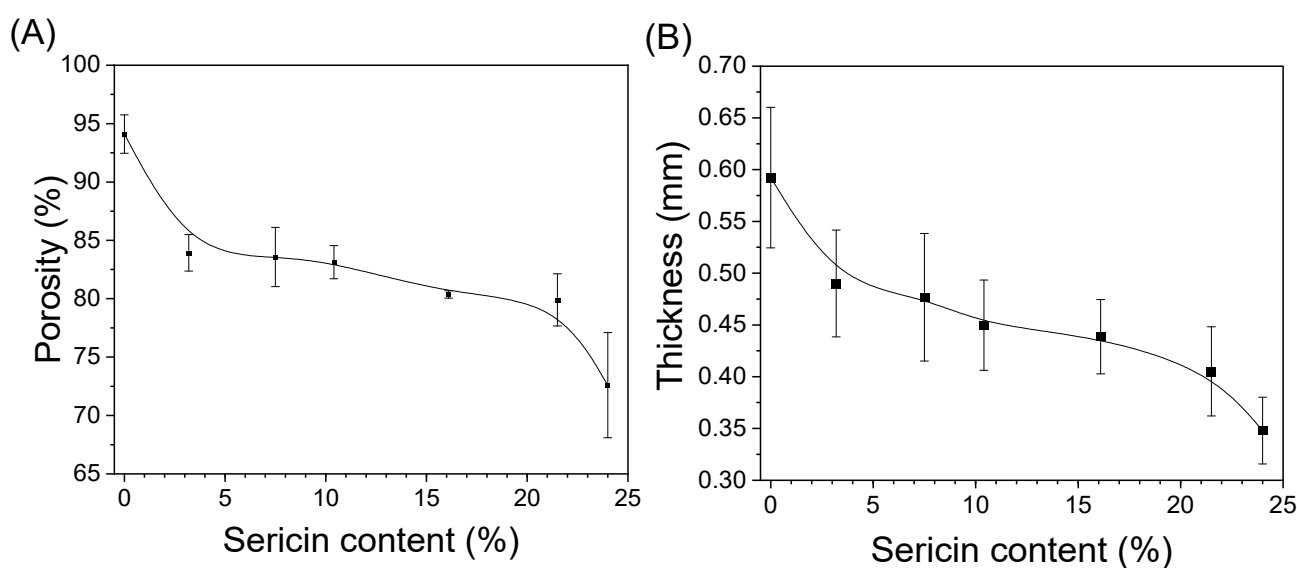 (A)
100
95
90
85
80
75
70
65
Porosity (%)
0 5 10 15 20 25
Sericin content (%)
(B)
0.70
0.65
0.60
0.55
0.50
0.45
0.40
0.35
0.30
Thickness (mm)
0 5 10 15 20 25
Sericin content (%)